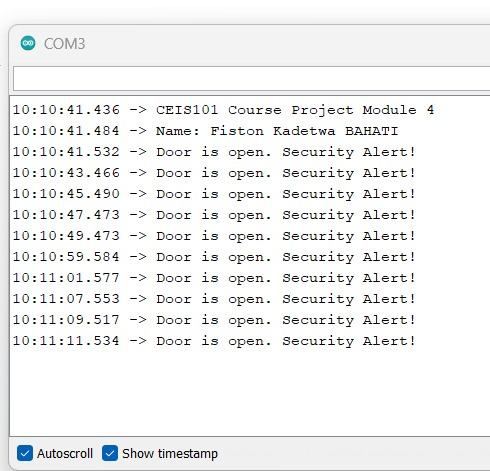 COM3
10:10:41.436 -> CEIS101 Course Project Module 4
10:10:41.484 -> Name: Fiston Kadetwa BAHATI
10:10:41.532 -> Door is open. Security Alert!
10:10:43.466 -> Door is open. Security Alert!
10:10:45.490 -> Door is open. Security Alert!
10:10:47.473 -> Door is open. Security Alert!
10:10:49.473 -> Door is open. Security Alert!
10:10:59.584 -> Door is open. Security Alert!
10:11:01.577 -> Door is open. Security Alert!
10:11:07.553 -> Door is open. Security Alert!
10:11:09.517 -> Door is open. Security Alert!
10:11:11.534 -> Door is open. Security Alert!
Autoscroll Show timestamp